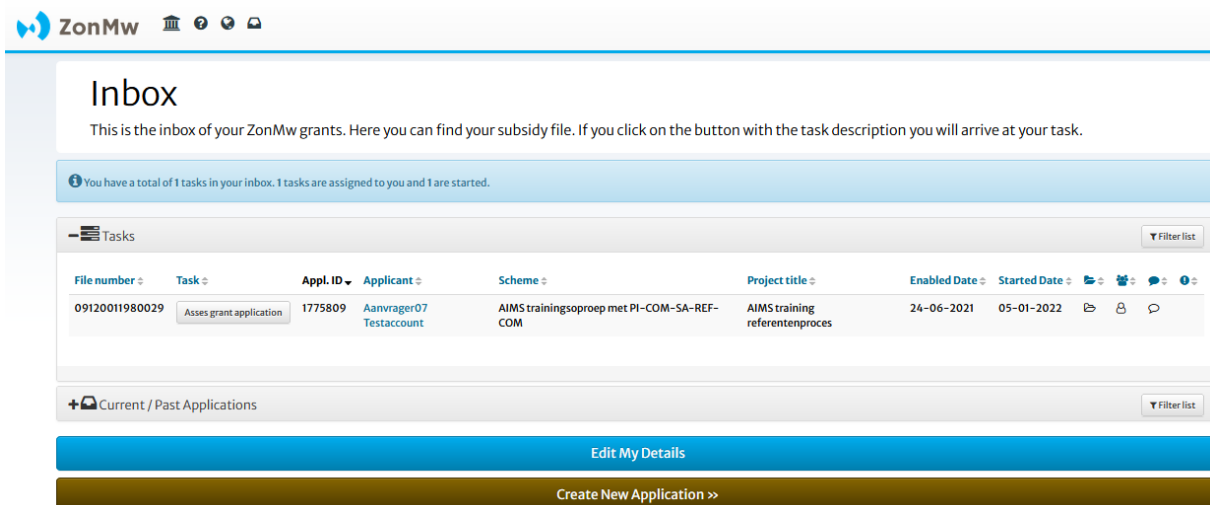 ZonMw
Inbox
This is the inbox of your ZonMw grants. Here you can find your subsidy file. If you click on the button with the task description you will arrive at your task.
You have a total of 1 tasks in your inbox. 1 tasks are assigned to you and 1 are started.
Tasks
Filter list
File number Task Appl. ID Applicant Scheme Project title Enabled Date Started Date
09120011980029 Asses grant application 1775809 Aanvrager07 AIMS trainingsoproep met PI-COM-SA-REF- AIMS training 24-06-2021 05-01-2022
Testaccount COM referentenproces
Current / Past Applications
Filter list
Edit My Details
Create New Application »